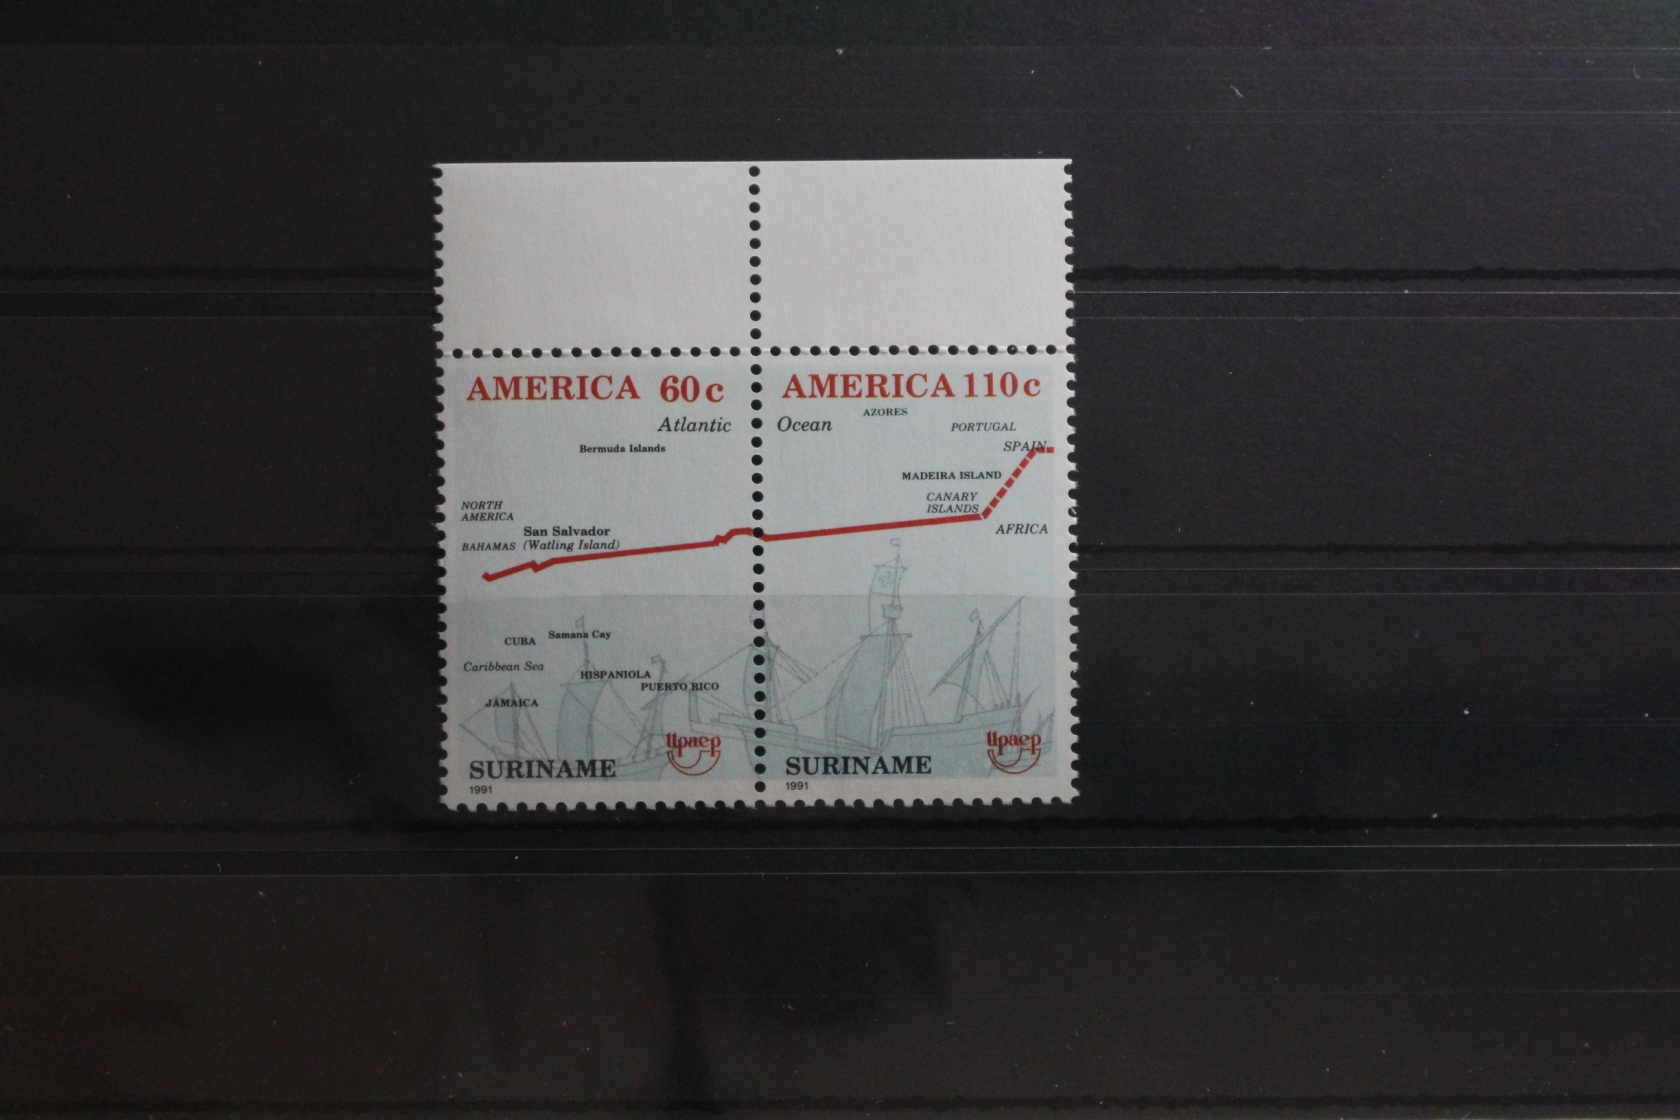 AMERICA 60c
Atlantic
Bermuda Islands
NORTH
AMERICA
San Salvador
BAHAMAS (Watling Island)
CUBA Samana Cay
Caribbean Sea
HISPANIOLA
PUERTO RICO
JAMAICA
upaep
SURINAME
1991
AMERICA 110c
AZORES
Ocean
PORTUGAL
SPAIN
MADEIRA ISLAND
CANARY
ISLANDS
AFRICA
upaep
SURINAME
1991